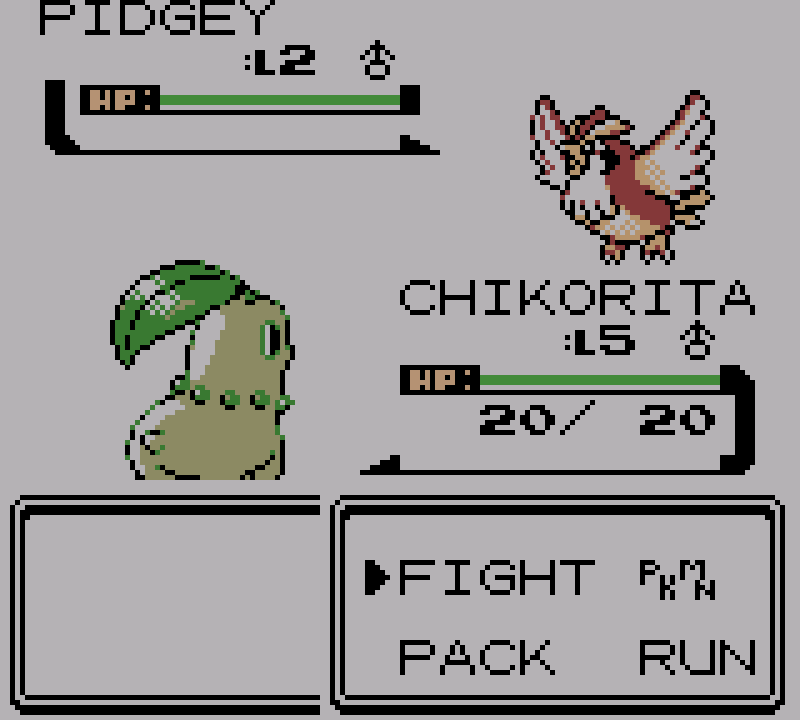 PIDGEY
:L2 ♂
HP:
CHIKORITA
:L5 ♂
HP:
20/ 20
▶FIGHT PKMN
PACK RUN